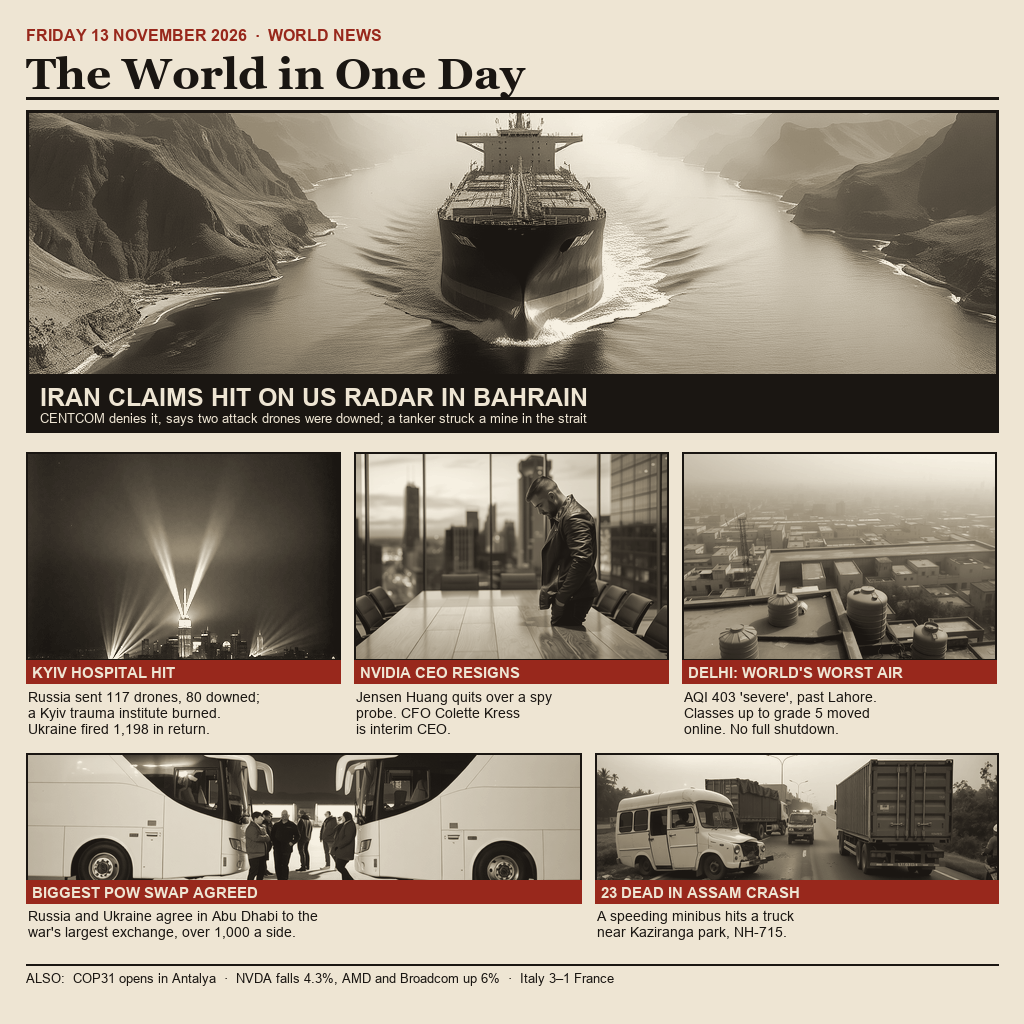 FRIDAY 13 NOVEMBER 2026 · WORLD NEWS
The World in One Day
IRAN CLAIMS HIT ON US RADAR IN BAHRAIN
CENTCOM denies it, says two attack drones were downed; a tanker struck a mine in the strait
KYIV HOSPITAL HIT
Russia sent 117 drones, 80 downed;
a Kyiv trauma institute burned.
Ukraine fired 1,198 in return.
NVIDIA CEO RESIGNS
Jensen Huang quits over a spy
probe. CFO Colette Kress
is interim CEO.
DELHI: WORLD'S WORST AIR
AQI 403 'severe', past Lahore.
Classes up to grade 5 moved
online. No full shutdown.
BIGGEST POW SWAP AGREED
Russia and Ukraine agree in Abu Dhabi to the
war's largest exchange, over 1,000 a side.
23 DEAD IN ASSAM CRASH
A speeding minibus hits a truck
near Kaziranga park, NH-715.
ALSO: COP31 opens in Antalya · NVDA falls 4.3%, AMD and Broadcom up 6% · Italy 3–1 France